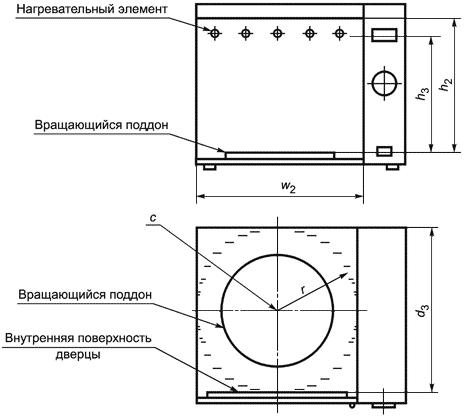 Нагревательный элемент
h3
h2
Вращающийся поддон
w2
c
r
d3
Вращающийся поддон
Внутренняя поверхность
дверцы